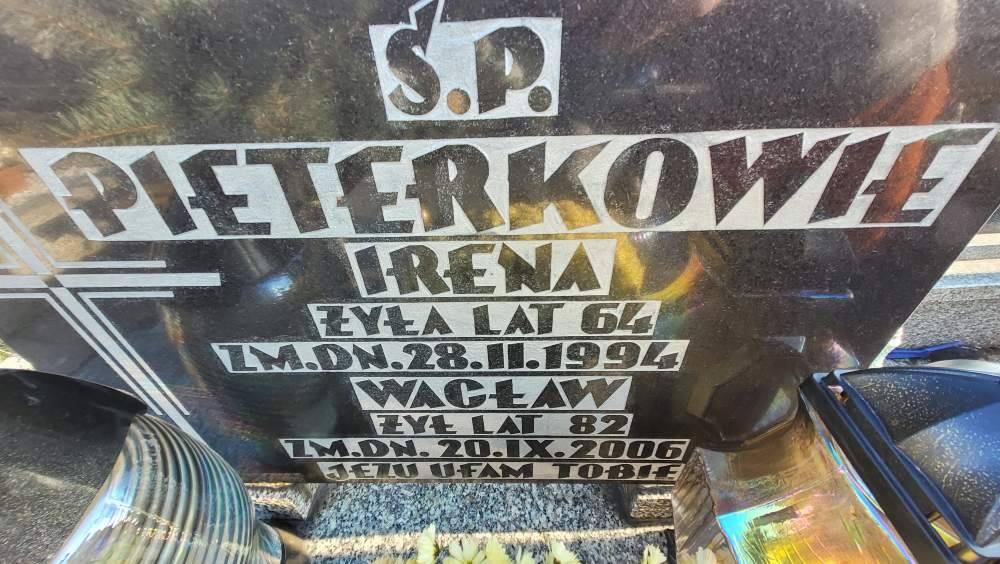 Ś.P.
PIETERKOWIE
IRENA
ŻYŁA LAT 64
ZM.DN.28.II.1994
WACŁAW
ŻYŁ LAT 82
ZM.DN. 20.IX.2006
JEZU UFAM TOBIE